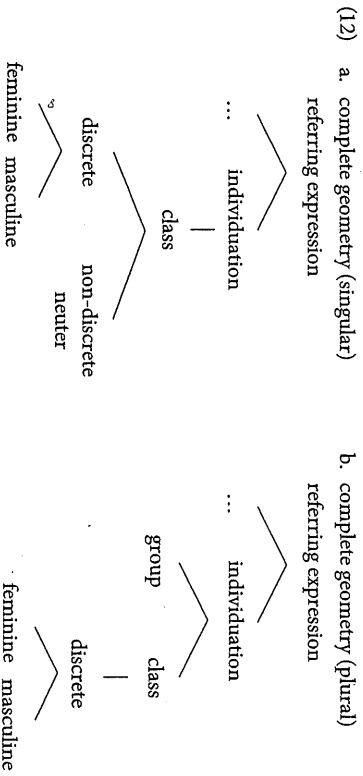 (12) a. complete geometry (singular)
referring expression
... individuation
class
discrete non-discrete
neuter
feminine masculine
b. complete geometry (plural)
referring expression
... individuation
group class
discrete
feminine masculine